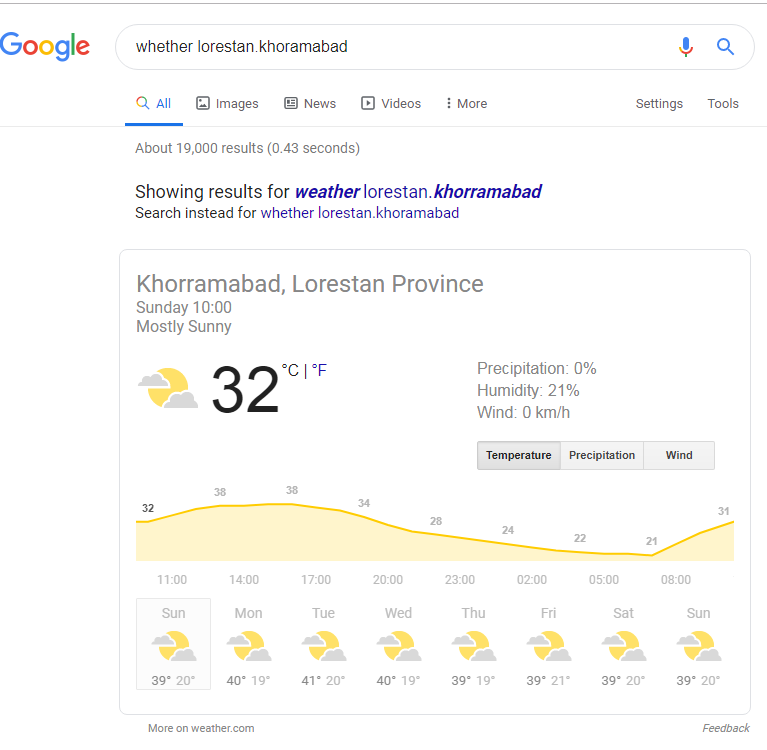 Google
whether lorestan.khoramabad
All Images News Videos More Settings Tools
About 19,000 results (0.43 seconds)
Showing results for weather lorestan.khorramabad
Search instead for whether lorestan.khoramabad
Khorramabad, Lorestan Province
Sunday 10:00
Mostly Sunny
32 °C | °F
Precipitation: 0%
Humidity: 21%
Wind: 0 km/h
Temperature Precipitation Wind
32 38 38 34 28 24 22 21 31
11:00 14:00 17:00 20:00 23:00 02:00 05:00 08:00
Sun Mon Tue Wed Thu Fri Sat Sun
39° 20° 40° 19° 41° 20° 40° 19° 39° 19° 39° 21° 39° 20° 39° 20°
More on weather.com Feedback